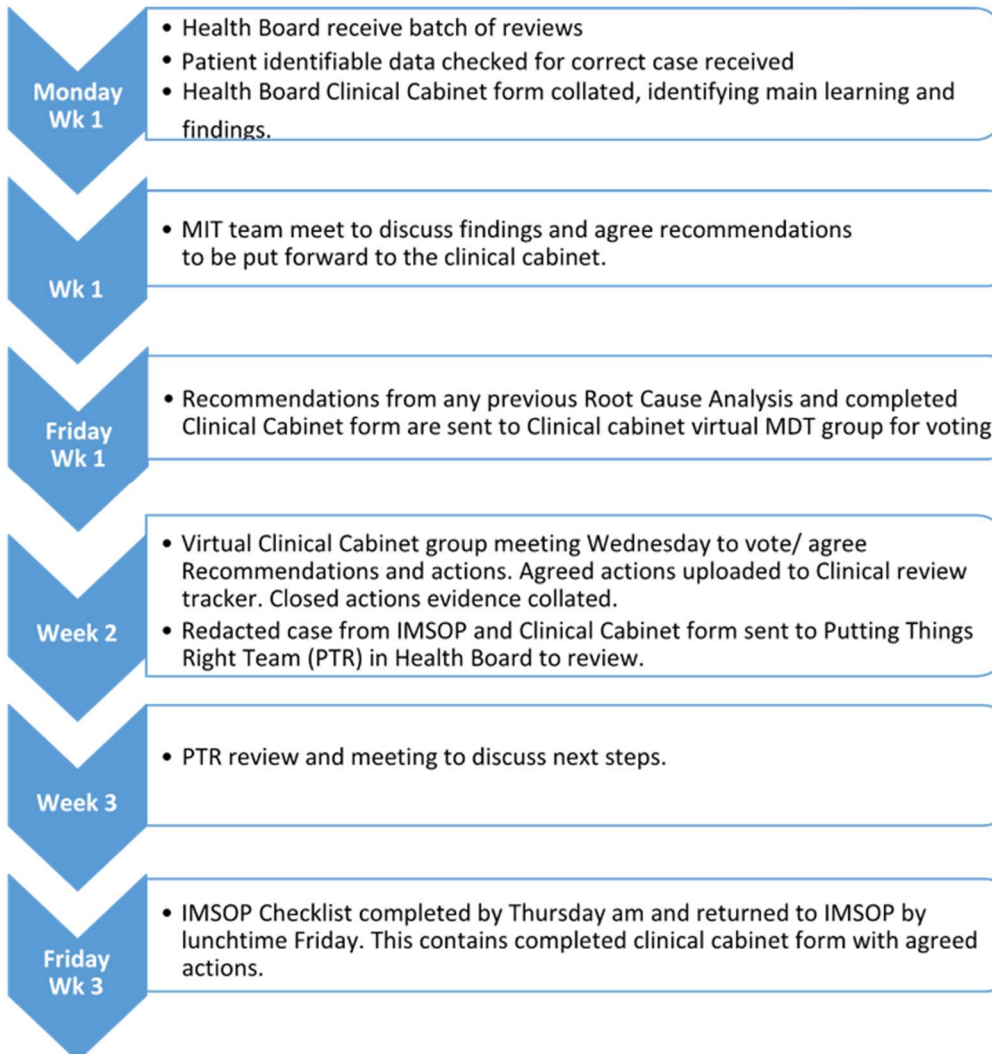 Monday
Wk 1
• Health Board receive batch of reviews
• Patient identifiable data checked for correct case received
• Health Board Clinical Cabinet form collated, identifying main learning and
findings.
Wk 1
• MIT team meet to discuss findings and agree recommendations
to be put forward to the clinical cabinet.
Friday
Wk 1
• Recommendations from any previous Root Cause Analysis and completed
Clinical Cabinet form are sent to Clinical cabinet virtual MDT group for voting
Week 2
• Virtual Clinical Cabinet group meeting Wednesday to vote/ agree
Recommendations and actions. Agreed actions uploaded to Clinical review
tracker. Closed actions evidence collated.
• Redacted case from IMSOP and Clinical Cabinet form sent to Putting Things
Right Team (PTR) in Health Board to review.
Week 3
• PTR review and meeting to discuss next steps.
Friday
Wk 3
• IMSOP Checklist completed by Thursday am and returned to IMSOP by
lunchtime Friday. This contains completed clinical cabinet form with agreed
actions.